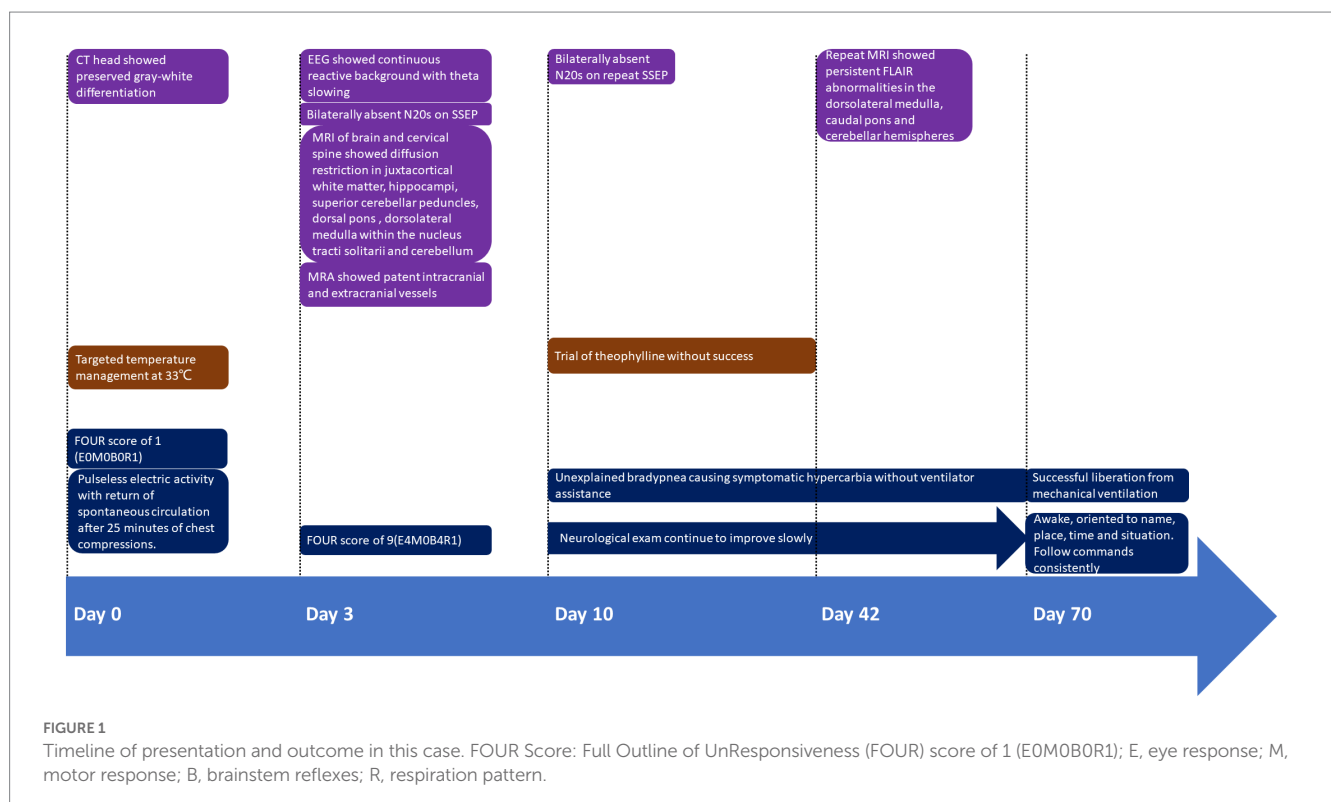 CT head showed
preserved gray-white
differentiation
EEG showed continuous
reactive background with theta
slowing
Bilaterally absent N20s on SSEP
MRI of brain and cervical
spine showed diffusion
restriction in juxtacortical
white matter, hippocampi,
superior cerebellar peduncles,
dorsal pons , dorsolateral
medulla within the nucleus
tracti solitarii and cerebellum
MRA showed patent intracranial
and extracranial vessels
Bilaterally absent
N20s on repeat SSEP
Repeat MRI showed
persistent FLAIR
abnormalities in the
dorsolateral medulla,
caudal pons and
cerebellar hemispheres
Targeted temperature
management at 33℃
Trial of theophylline without success
FOUR score of 1
(E0M0B0R1)
Pulseless electric activity
with return of
spontaneous circulation
after 25 minutes of chest
compressions.
FOUR score of 9(E4M0B4R1)
Unexplained bradypnea causing symptomatic hypercarbia without ventilator
assistance
Neurological exam continue to improve slowly
Successful liberation from
mechanical ventilation
Awake, oriented to name,
place, time and situation.
Follow commands
consistently
Day 0
Day 3
Day 10
Day 42
Day 70
FIGURE 1
Timeline of presentation and outcome in this case. FOUR Score: Full Outline of UnResponsiveness (FOUR) score of 1 (E0M0B0R1); E, eye response; M,
motor response; B, brainstem reflexes; R, respiration pattern.